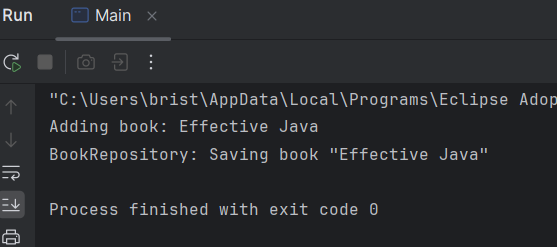 Run Main
"C:\Users\brist\AppData\Local\Programs\Eclipse Adop
Adding book: Effective Java
BookRepository: Saving book "Effective Java"
Process finished with exit code 0